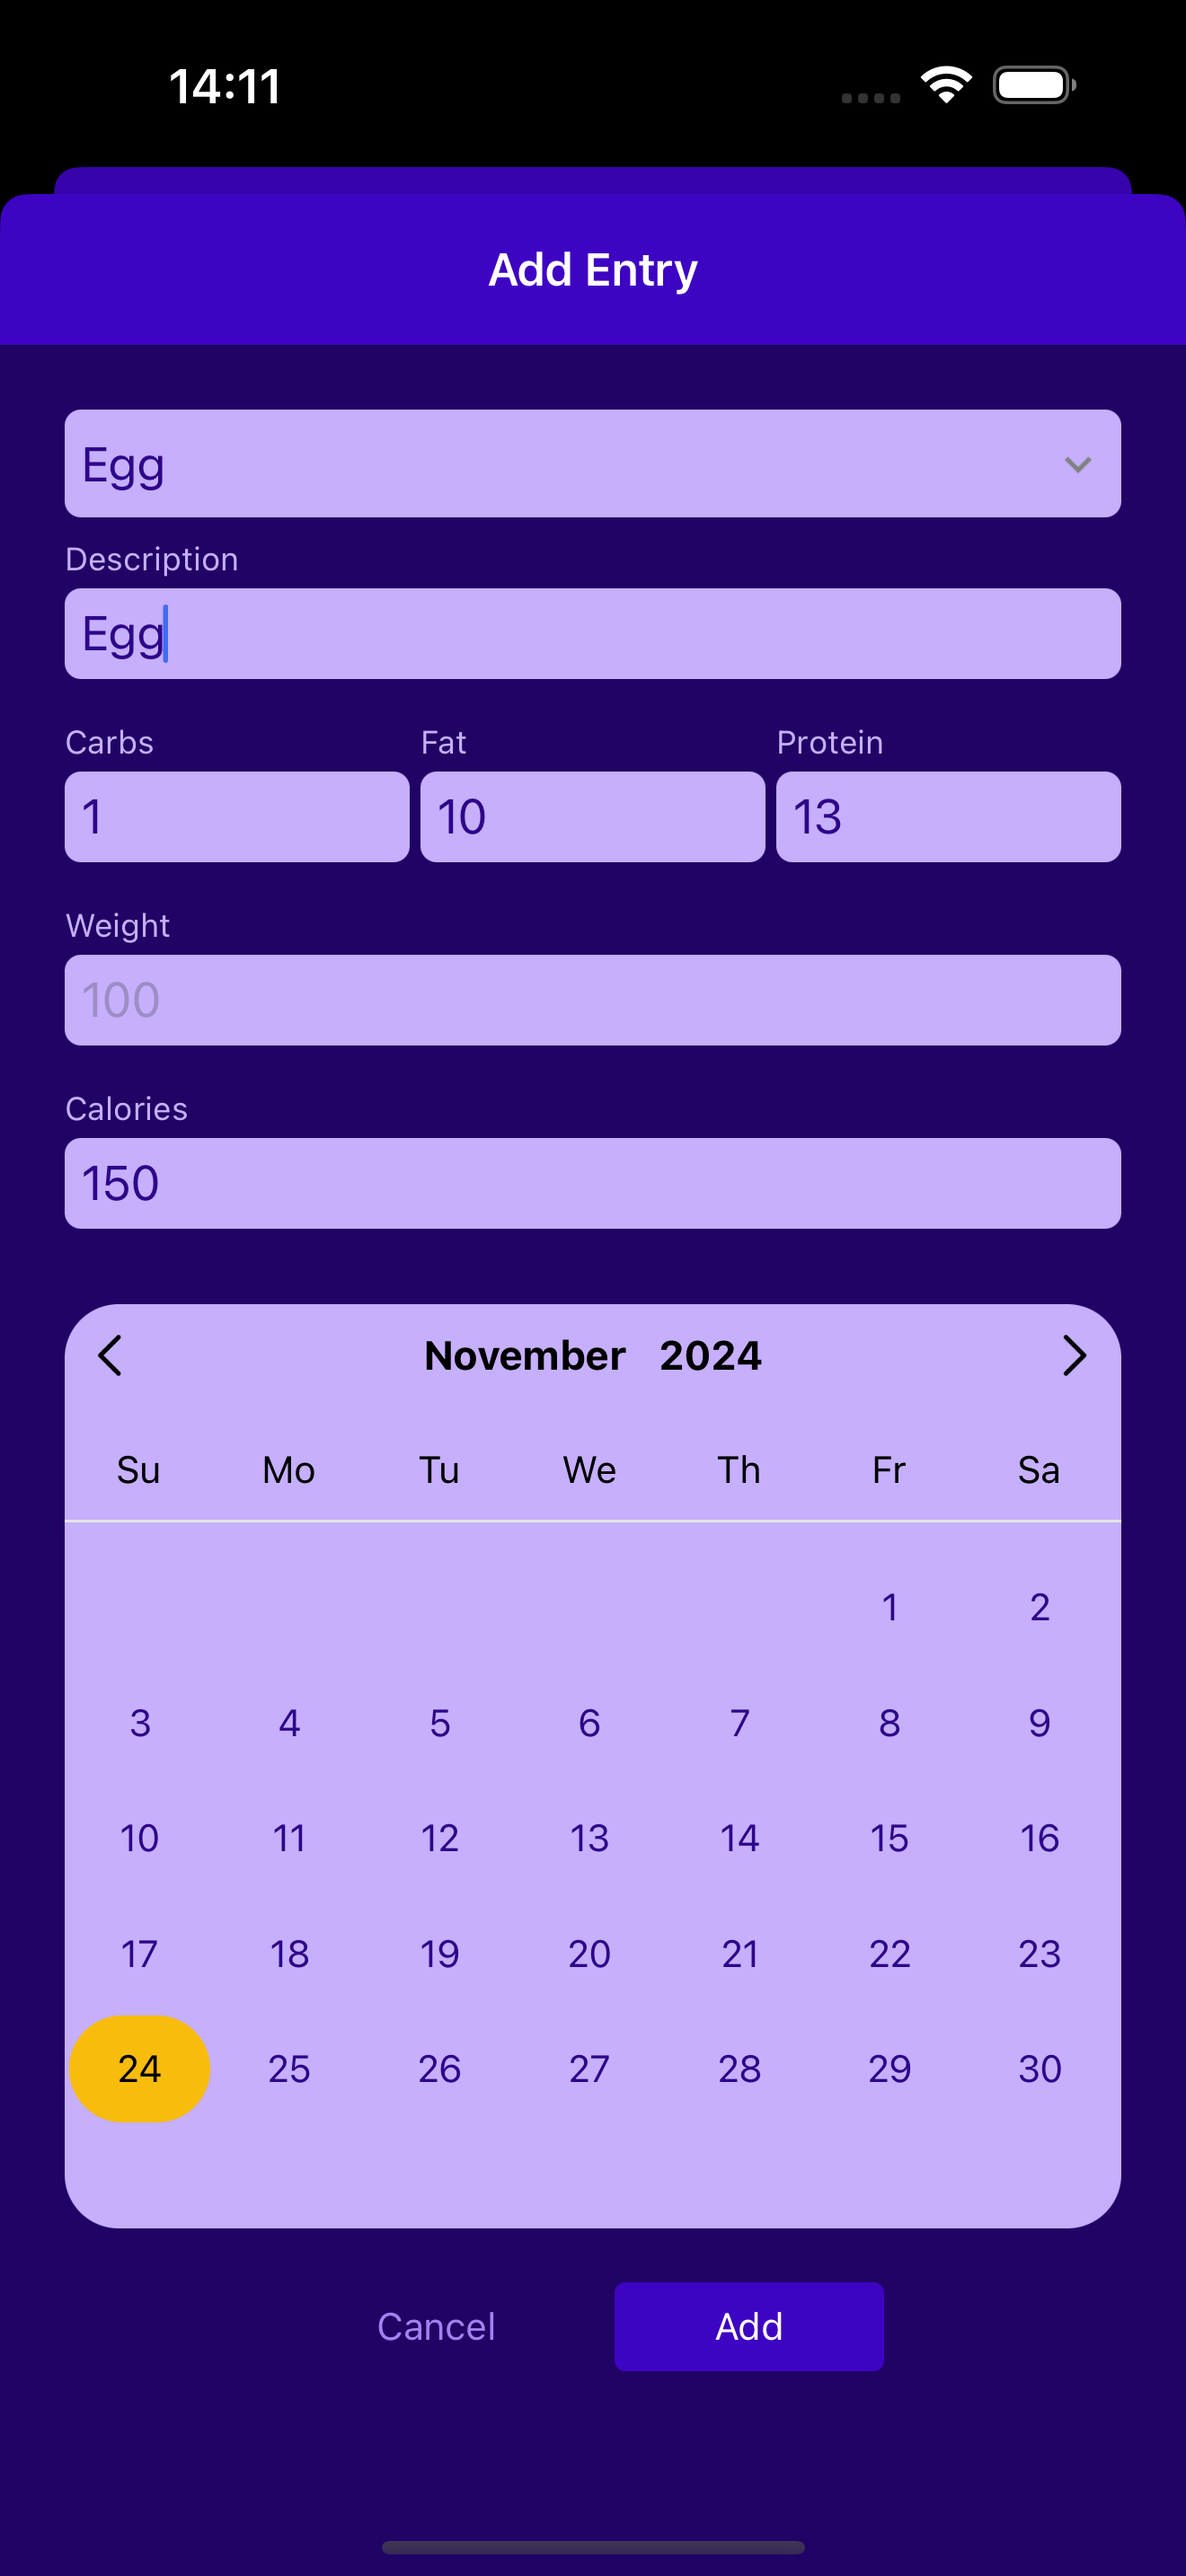 14:11
Add Entry
Egg
Description
Egg
Carbs Fat Protein
1 10 13
Weight
100
Calories
150
November 2024
Su Mo Tu We Th Fr Sa
1 2
3 4 5 6 7 8 9
10 11 12 13 14 15 16
17 18 19 20 21 22 23
24 25 26 27 28 29 30
Cancel Add